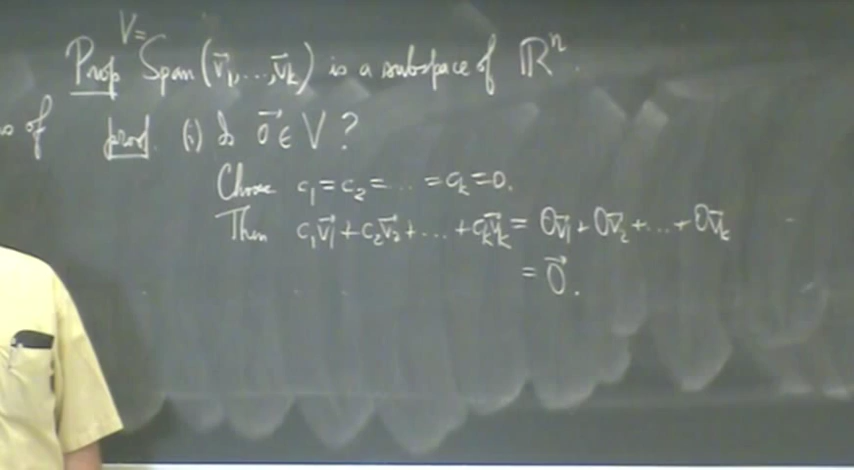 V=
Prop Span(v⃗₁,...,v⃗ₖ) is a subspace of ℝⁿ.
of
proof. (i) Is 0⃗ ∈ V?
Choose c₁ = c₂ = ... = cₖ = 0.
Then c₁v⃗₁ + c₂v⃗₂ + ... + cₖv⃗ₖ = 0v⃗₁ + 0v⃗₂ + ... + 0v⃗ₖ
= 0⃗.